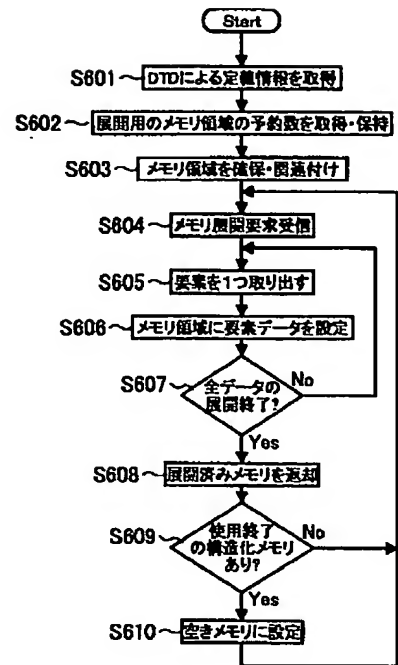 Start
S601 DTDによる定義情報を取得
S602 展開用のメモリ領域の予約数を取得・保持
S603 メモリ領域を確保・関連付け
S604 メモリ展開要求受信
S605 要素を1つ取り出す
S606 メモリ領域に要素データを設定
S607 全データの
展開終了?
No
Yes
S608 展開済みメモリを返却
S609 使用終了
の構造化メモリ
あり?
No
Yes
S610 空きメモリに設定